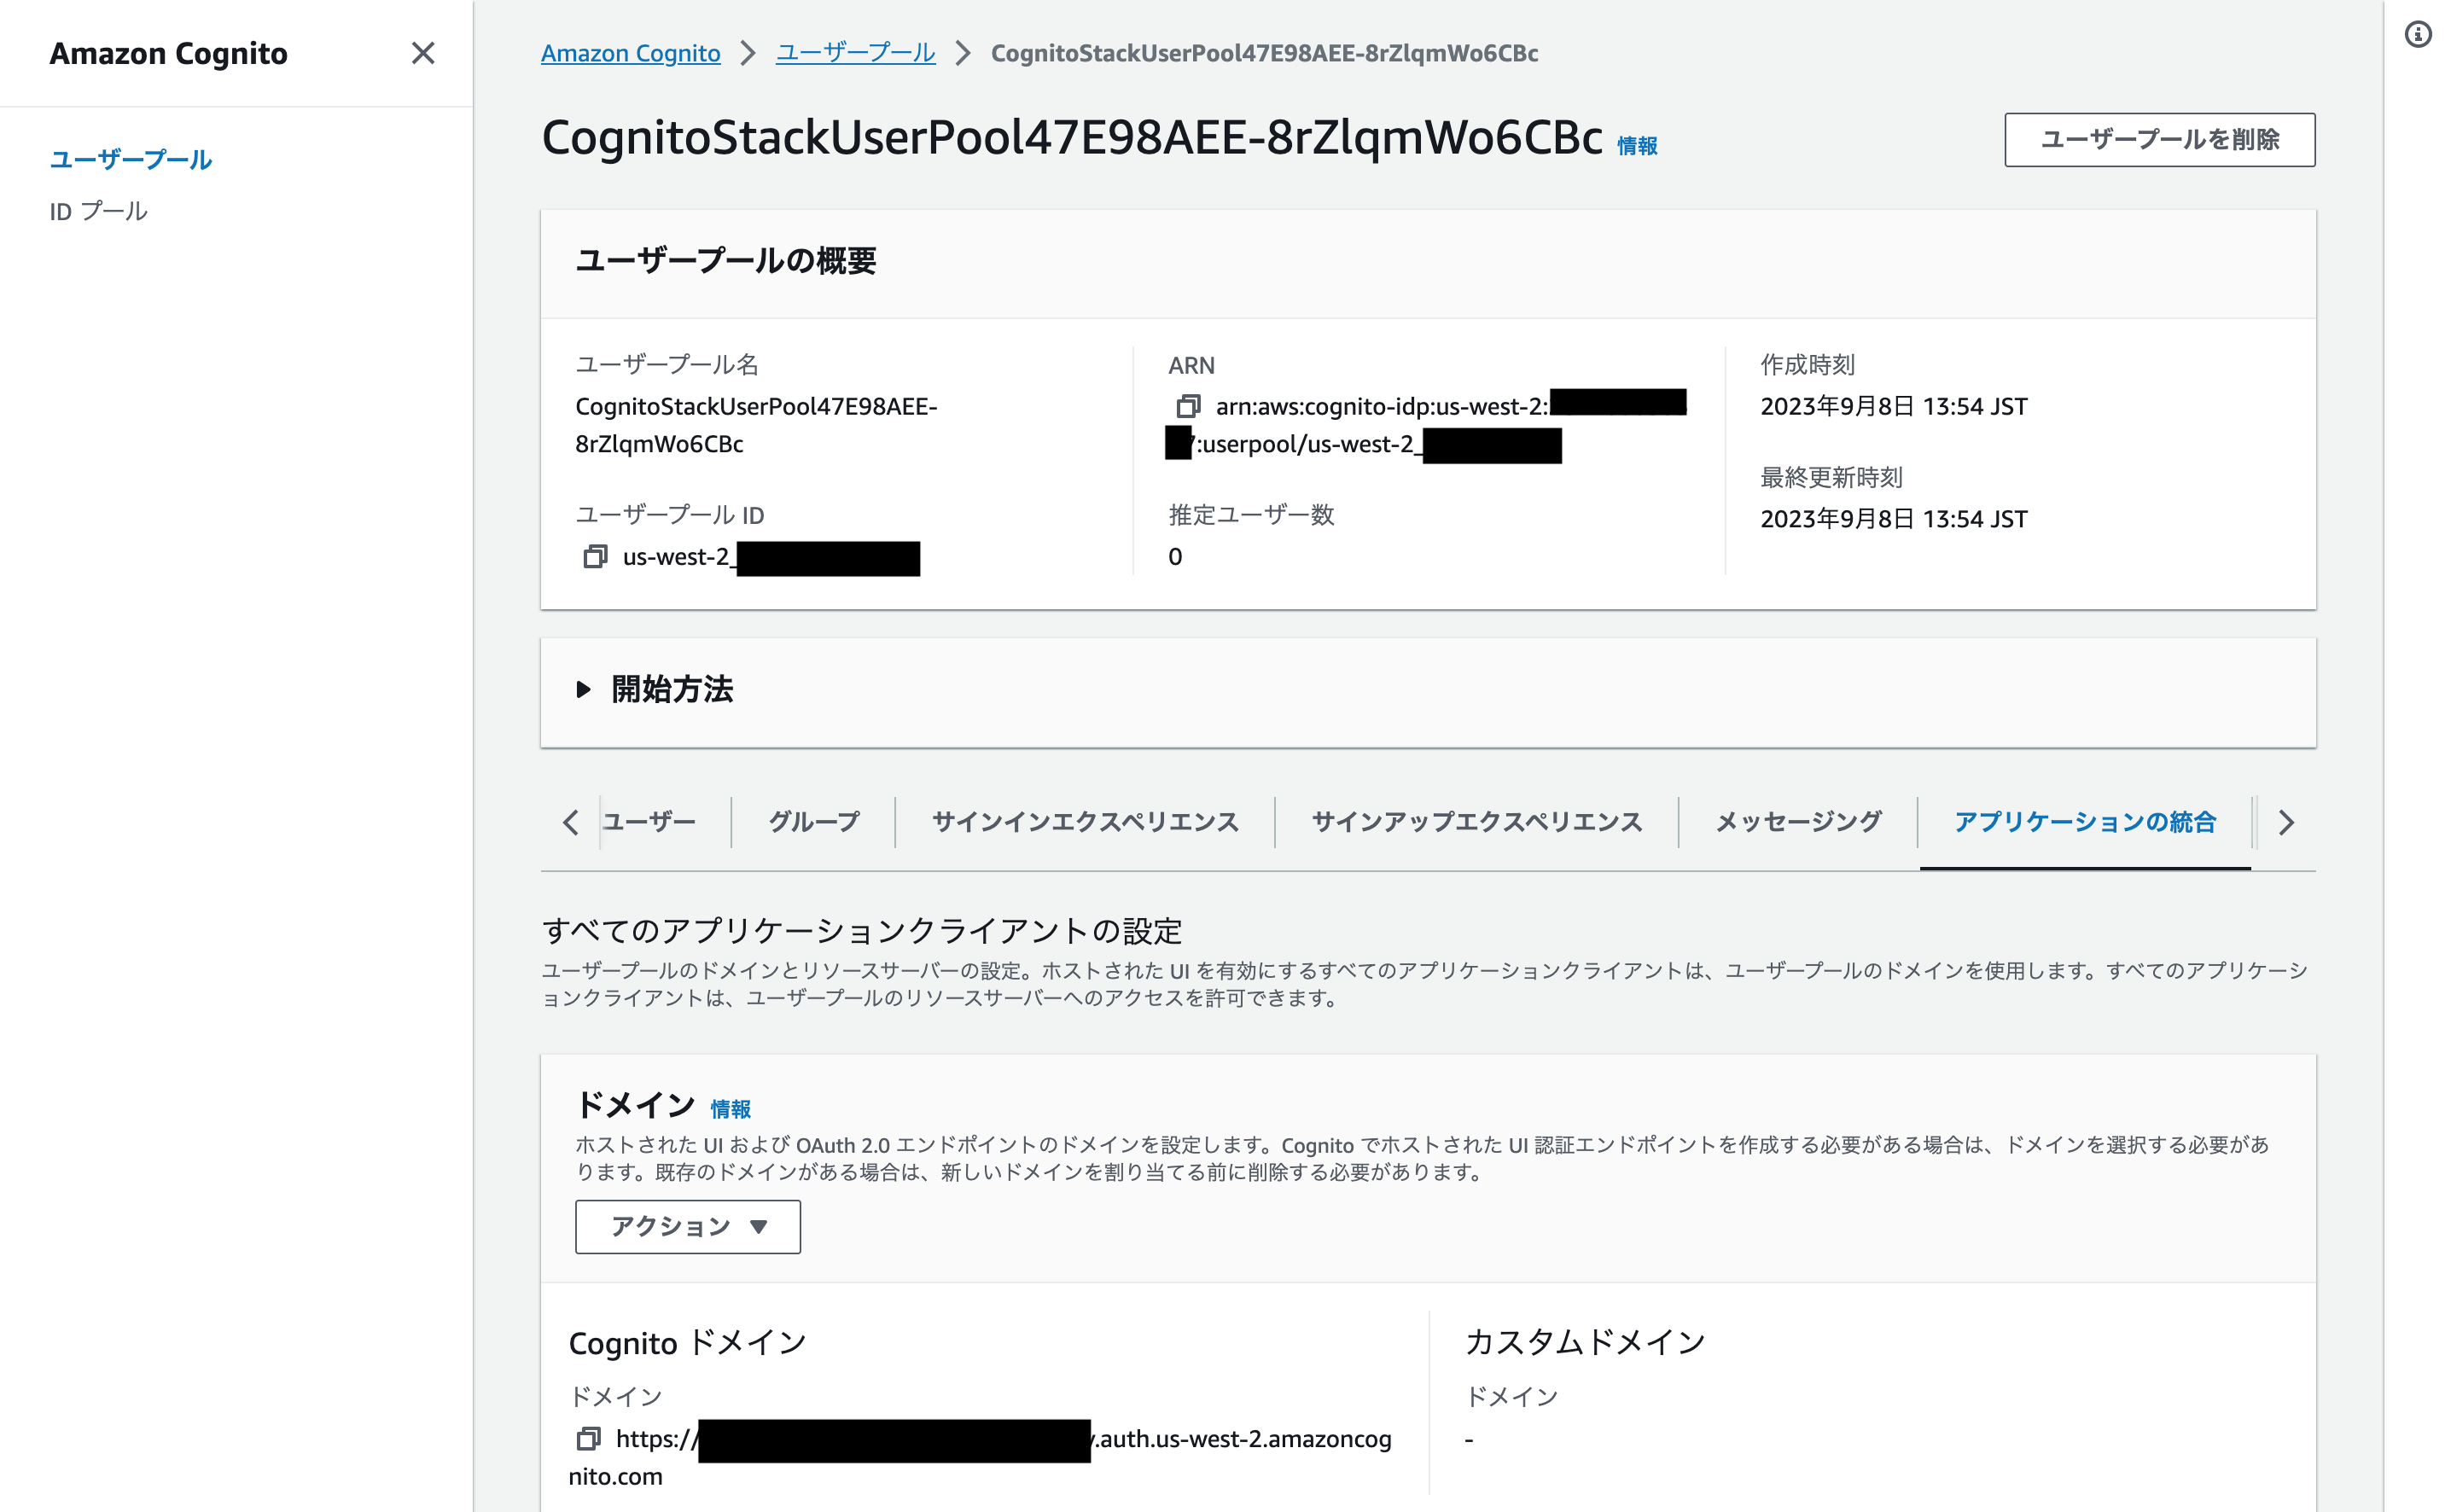 Amazon Cognito
ユーザープール
ID プール
Amazon Cognito > ユーザープール > CognitoStackUserPool47E98AEE-8rZlqmWo6CBc
CognitoStackUserPool47E98AEE-8rZlqmWo6CBc 情報
ユーザープールを削除
ユーザープールの概要
ユーザープール名
CognitoStackUserPool47E98AEE-
8rZlqmWo6CBc
ユーザープール ID
us-west-2_
ARN
arn:aws:cognito-idp:us-west-2:
:userpool/us-west-2_
推定ユーザー数
0
作成時刻
2023年9月8日 13:54 JST
最終更新時刻
2023年9月8日 13:54 JST
開始方法
ユーザー
グループ
サインインエクスペリエンス
サインアップエクスペリエンス
メッセージング
アプリケーションの統合
すべてのアプリケーションクライアントの設定
ユーザープールのドメインとリソースサーバーの設定。ホストされた UI を有効にするすべてのアプリケーションクライアントは、ユーザープールのドメインを使用します。すべてのアプリケーシ
ョンクライアントは、ユーザープールのリソースサーバーへのアクセスを許可できます。
ドメイン 情報
ホストされた UI および OAuth 2.0 エンドポイントのドメインを設定します。Cognito でホストされた UI 認証エンドポイントを作成する必要がある場合は、ドメインを選択する必要があ
ります。既存のドメインがある場合は、新しいドメインを割り当てる前に削除する必要があります。
アクション ▼
Cognito ドメイン
ドメイン
https://
.auth.us-west-2.amazoncog
nito.com
カスタムドメイン
ドメイン
-